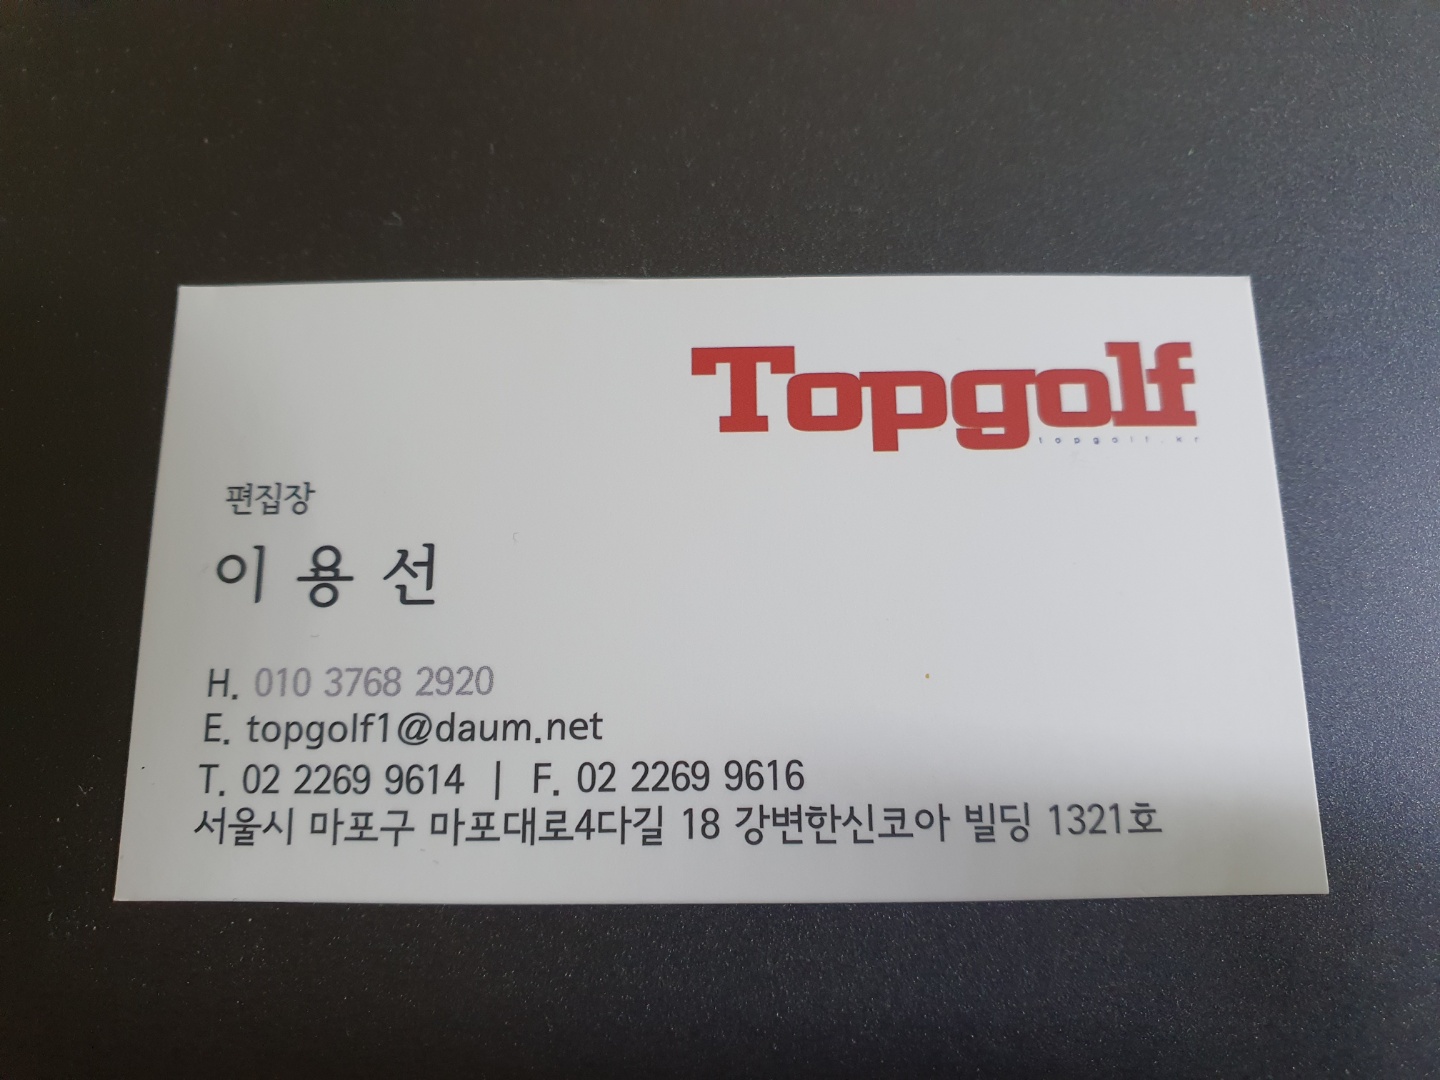 Topgolf
topgolf.kr
편집장
이 용 선
H. 010 3768 2920
E. topgolf1@daum.net
T. 02 2269 9614 | F. 02 2269 9616
서울시 마포구 마포대로4다길 18 강변한신코아 빌딩 1321호